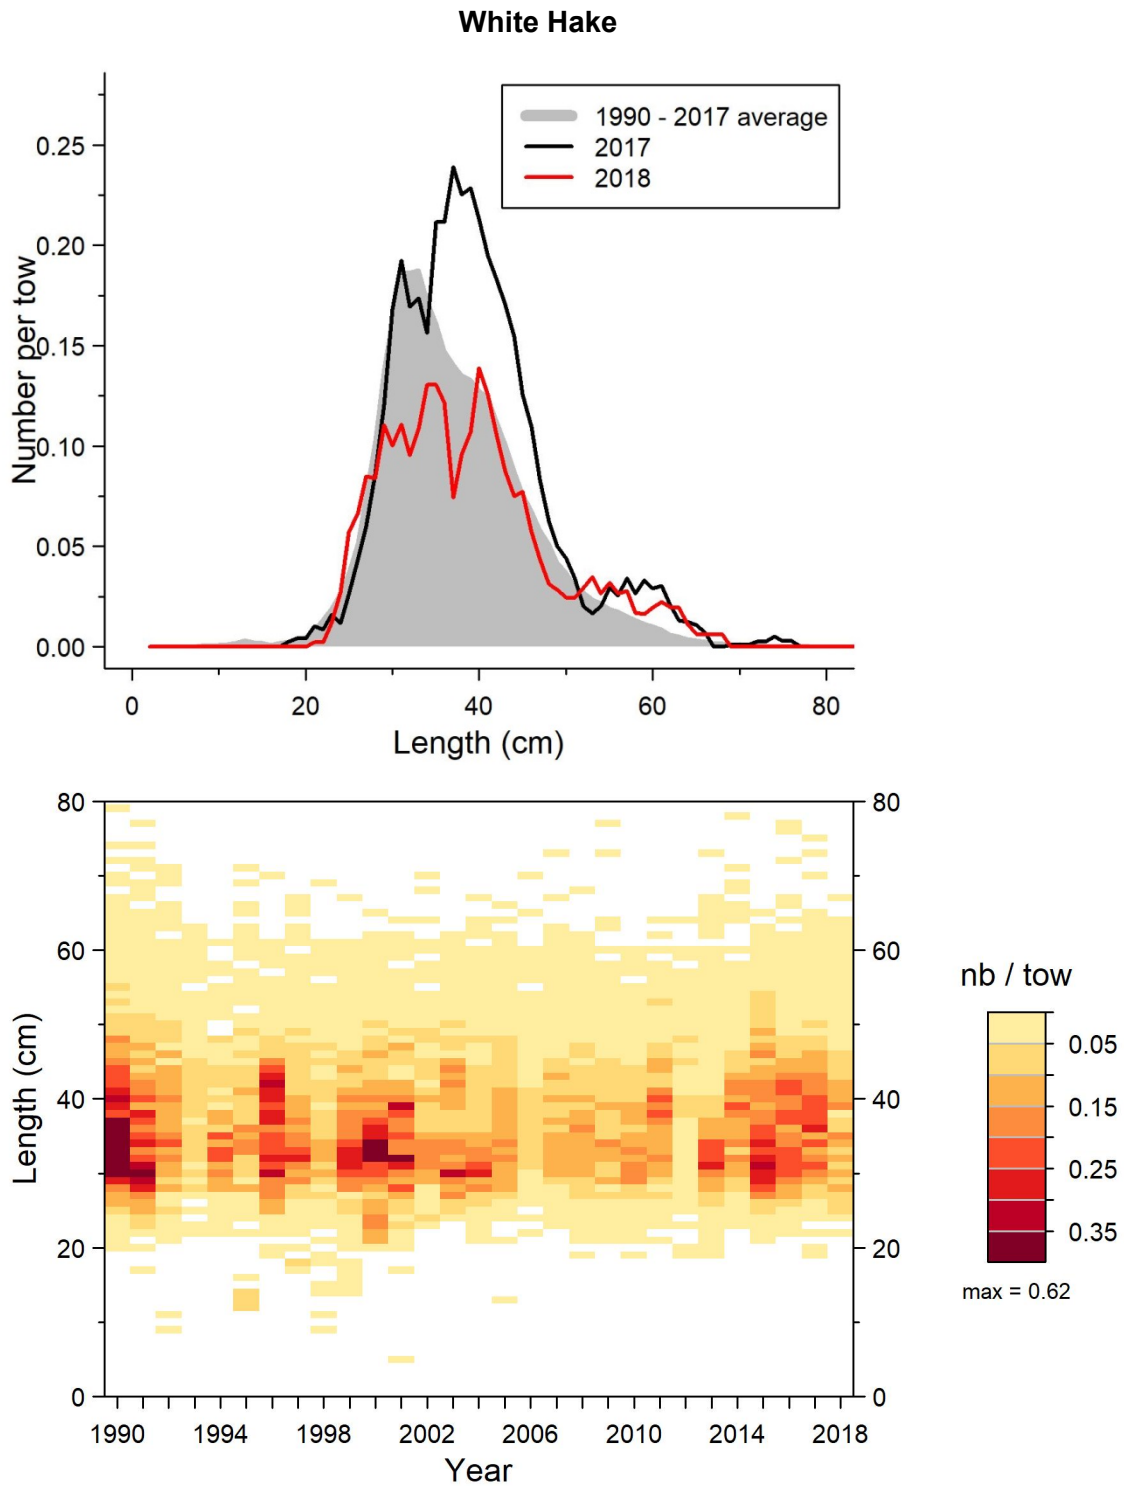 White Hake
1990 - 2017 average
2017
2018
0.25
0.20
0.15
0.10
0.05
0.00
Number per tow
0 20 40 60 80
Length (cm)
80 80
60 60
40 40
20 20
0 0
Length (cm)
1990 1994 1998 2002 2006 2010 2014 2018
Year
nb / tow
0.05
0.15
0.25
0.35
max = 0.62